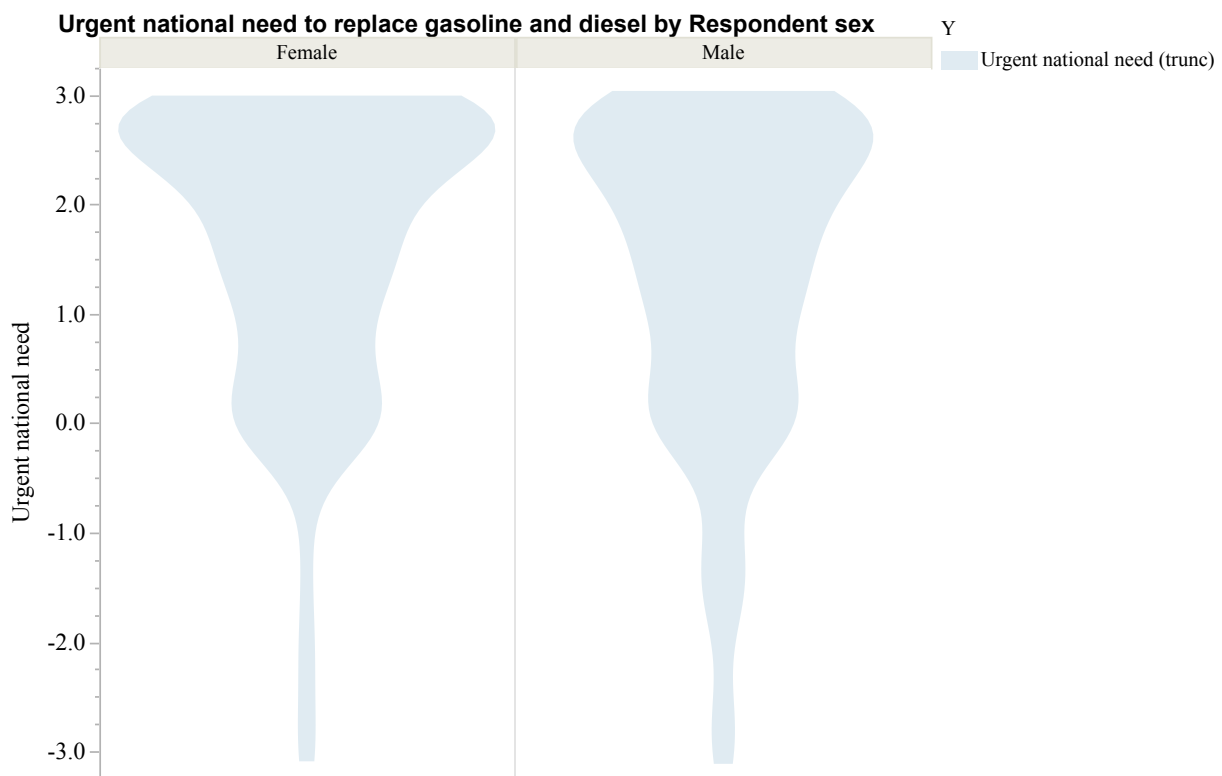 Urgent national need to replace gasoline and diesel by Respondent sex
Y
Female
Male
Urgent national need (trunc)
3.0
2.0
1.0
0.0
-1.0
-2.0
-3.0
Urgent national need